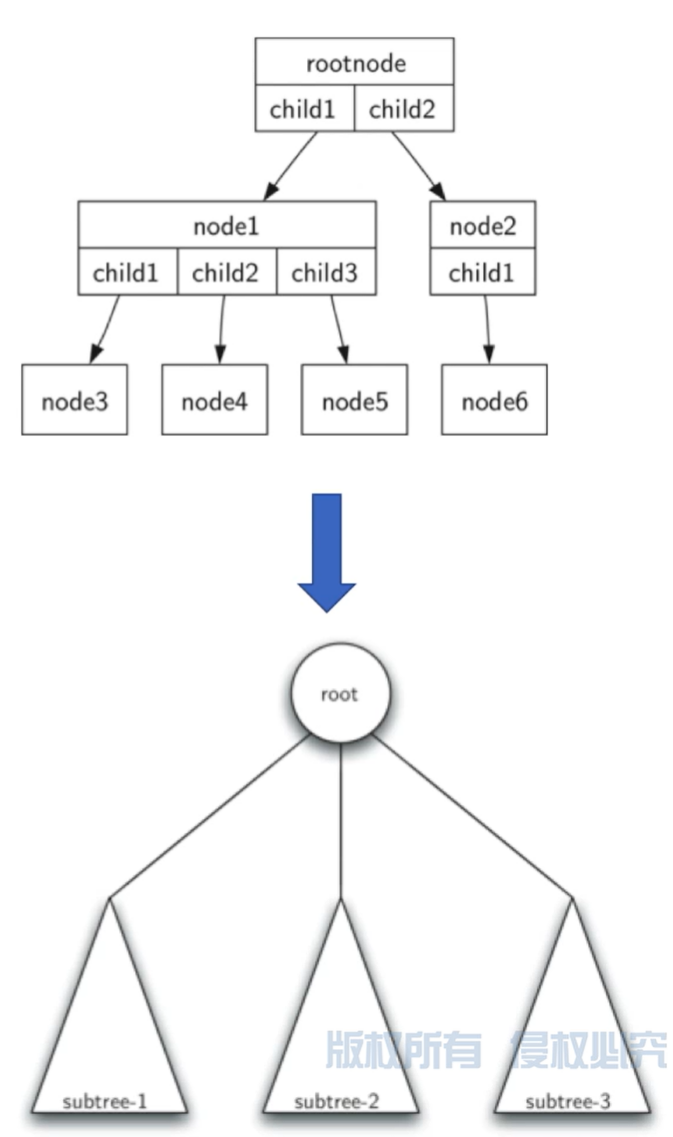 rootnode
child1 child2
node1 node2
child1 child2 child3 child1
node3 node4 node5 node6
root
版权所有 侵权必究
subtree-1 subtree-2 subtree-3